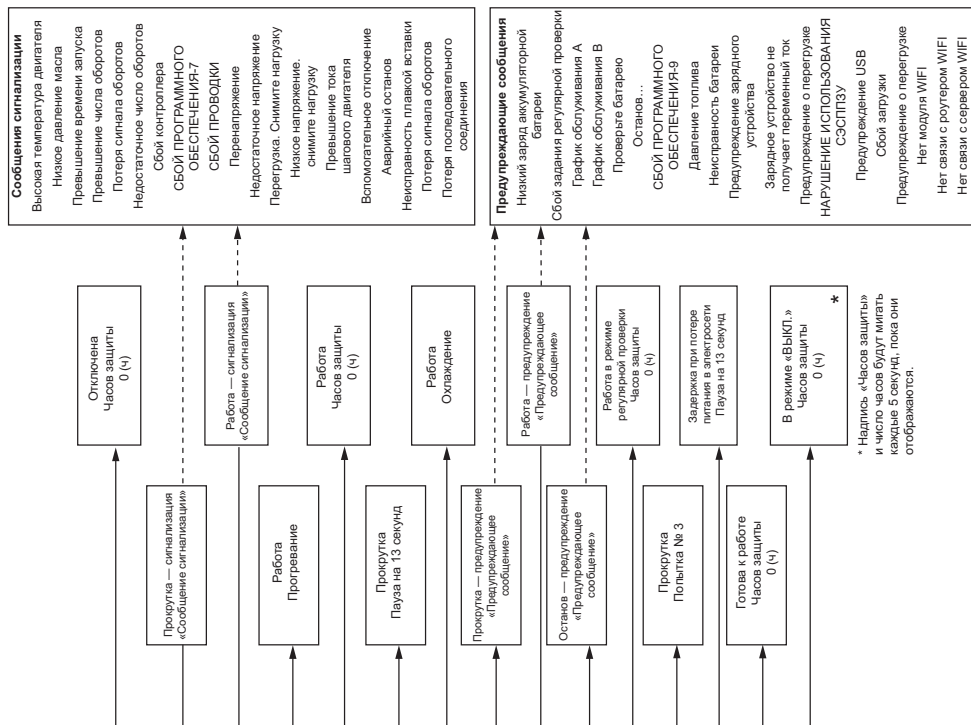 Сообщения сигнализации
Высокая температура двигателя
Низкое давление масла
Превышение времени запуска
Превышение числа оборотов
Потеря сигнала оборотов
Недостаточное число оборотов
Сбой контроллера
СБОЙ ПРОГРАММНОГО
ОБЕСПЕЧЕНИЯ-7
СБОЙ ПРОВОДКИ
Перенапряжение
Недостаточное напряжение
Перегрузка. Снимите нагрузку
Низкое напряжение.
снимите нагрузку
Превышение тока
шагового двигателя
Вспомогательное отключение
Аварийный останов
Неисправность плавкой вставки
Потеря сигнала оборотов
Потеря последовательного
соединения
Предупреждающие сообщения
Низкий заряд аккумуляторной
батареи
Сбой задания регулярной проверки
График обслуживания A
График обслуживания B
Проверьте батарею
Останов…
СБОЙ ПРОГРАММНОГО
ОБЕСПЕЧЕНИЯ-9
Давление топлива
Неисправность батареи
Предупреждение зарядного
устройства
Зарядное устройство не
получает переменный ток
Предупреждение о перегрузке
НАРУШЕНИЕ ИСПОЛЬЗОВАНИЯ
СЭСППЗУ
Предупреждение USB
Сбой загрузки
Предупреждение о перегрузке
Нет модуля WIFI
Нет связи с роутером WIFI
Нет связи с сервером WIFI
Отключена
Часов защиты
0 (ч)
Работа — сигнализация
«Сообщение сигнализации»
Работа
Часов защиты
0 (ч)
Работа
Охлаждение
Работа — предупреждение
«Предупреждающее
сообщение»
Работа в режиме
регулярной проверки
Часов защиты
0 (ч)
Задержка при потере
питания в электросети
Пауза на 13 секунд
В режиме «ВЫКЛ.»
Часов защиты
0 (ч)
*
* Надпись «Часов защиты»
и число часов будут мигать
каждые 5 секунд, пока они
отображаются.
Прокрутка — сигнализация
«Сообщение сигнализации»
Работа
Прогревание
Прокрутка
Пауза на 13 секунд
Прокрутка — предупреждение
«Предупреждающее
сообщение»
Останов — предупреждение
«Предупреждающее
сообщение»
Прокрутка
Попытка № 3
Готова к работе
Часов защиты
0 (ч)